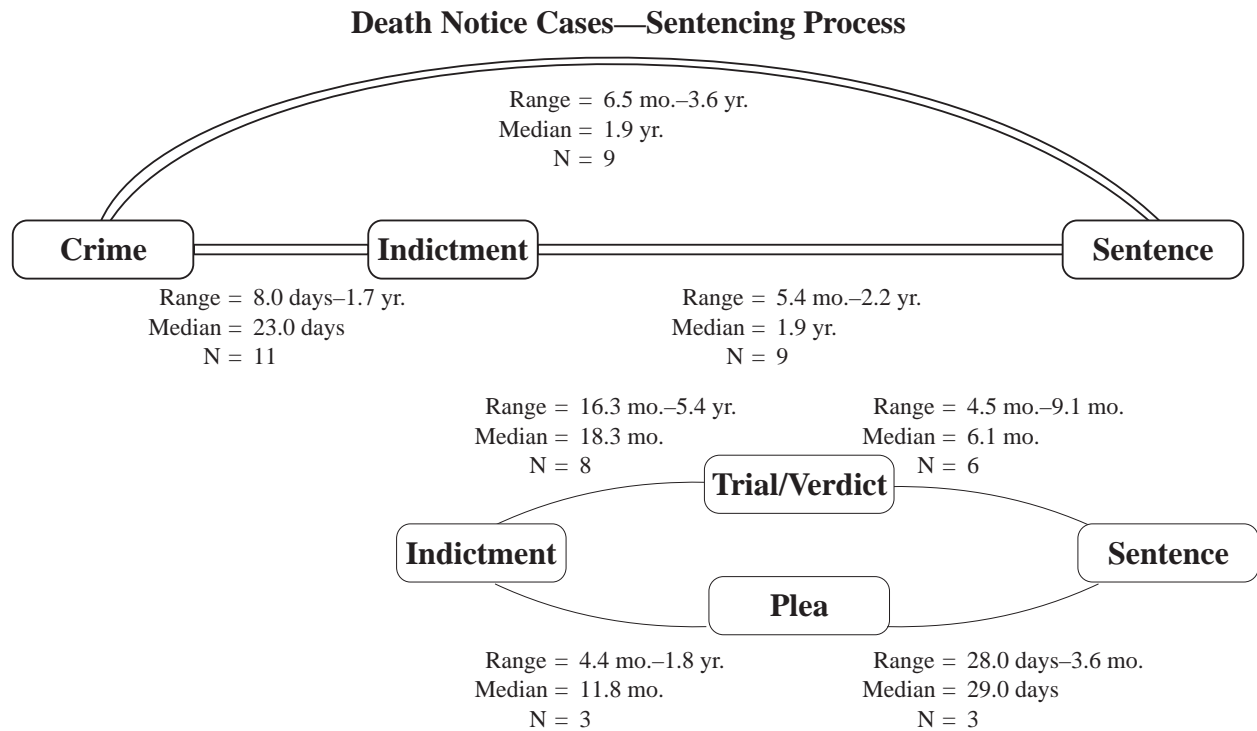 Death Notice Cases—Sentencing Process
Range = 6.5 mo.–3.6 yr.
Median = 1.9 yr.
N = 9
Crime
Indictment
Sentence
Range = 8.0 days–1.7 yr.
Median = 23.0 days
N = 11
Range = 5.4 mo.–2.2 yr.
Median = 1.9 yr.
N = 9
Range = 16.3 mo.–5.4 yr.
Median = 18.3 mo.
N = 8
Range = 4.5 mo.–9.1 mo.
Median = 6.1 mo.
N = 6
Trial/Verdict
Indictment
Sentence
Plea
Range = 4.4 mo.–1.8 yr.
Median = 11.8 mo.
N = 3
Range = 28.0 days–3.6 mo.
Median = 29.0 days
N = 3